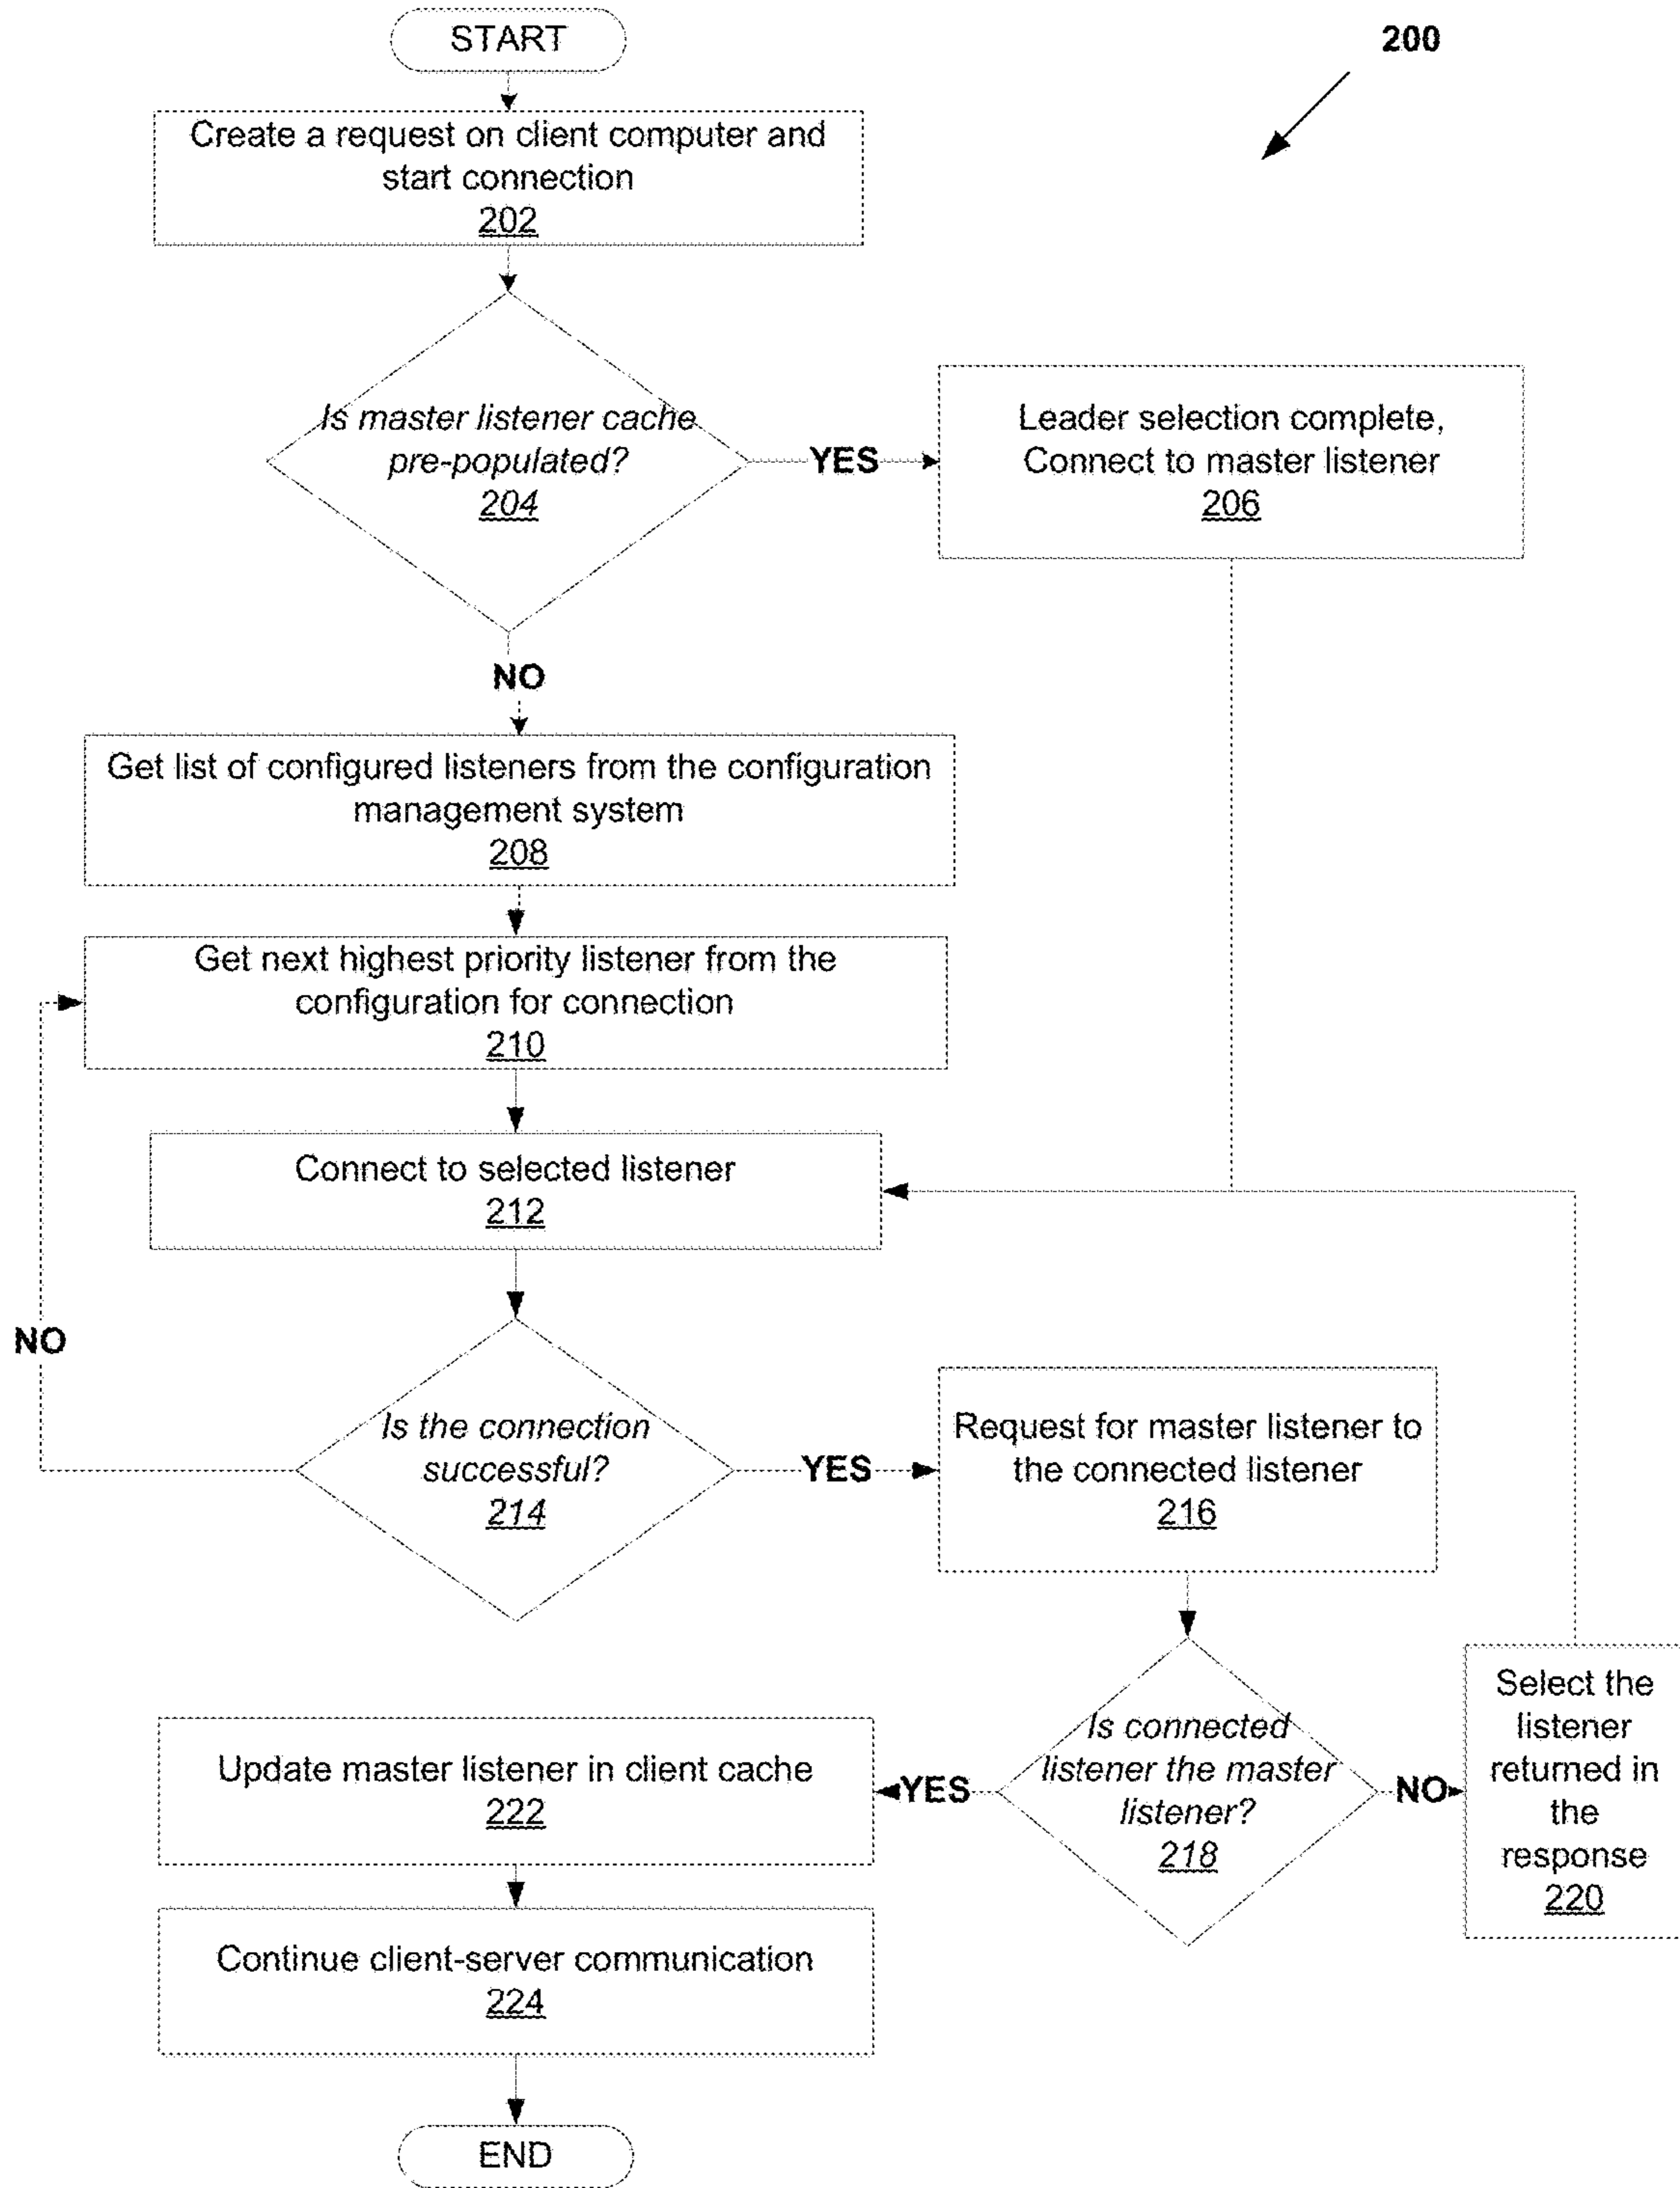 START
200
Create a request on client computer and
start connection
202
Is master listener cache
pre-populated?
204
YES
Leader selection complete,
Connect to master listener
206
NO
Get list of configured listeners from the configuration
management system
208
Get next highest priority listener from the
configuration for connection
210
Connect to selected listener
212
NO
Is the connection
successful?
214
YES
Request for master listener to
the connected listener
216
Is connected
listener the master
listener?
218
NO
Select the
listener
returned in
the
response
220
YES
Update master listener in client cache
222
Continue client-server communication
224
END